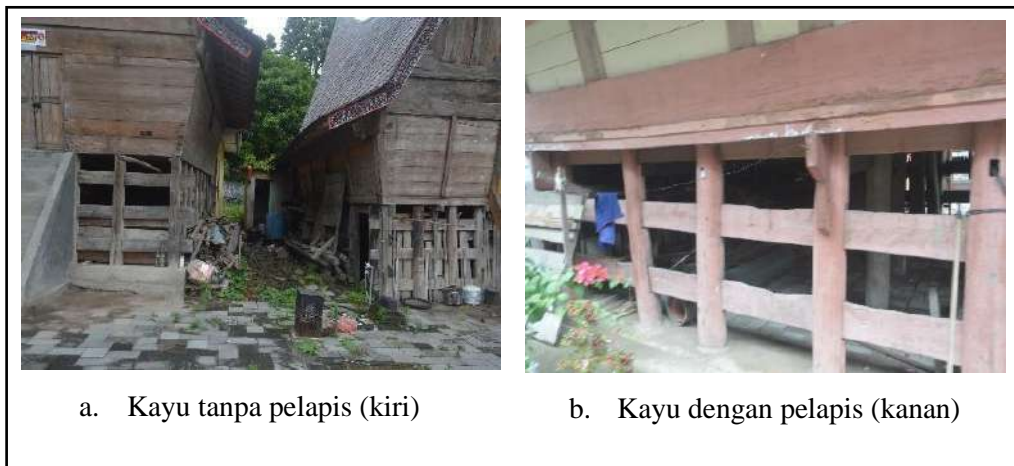 a. Kayu tanpa pelapis (kiri)
b. Kayu dengan pelapis (kanan)